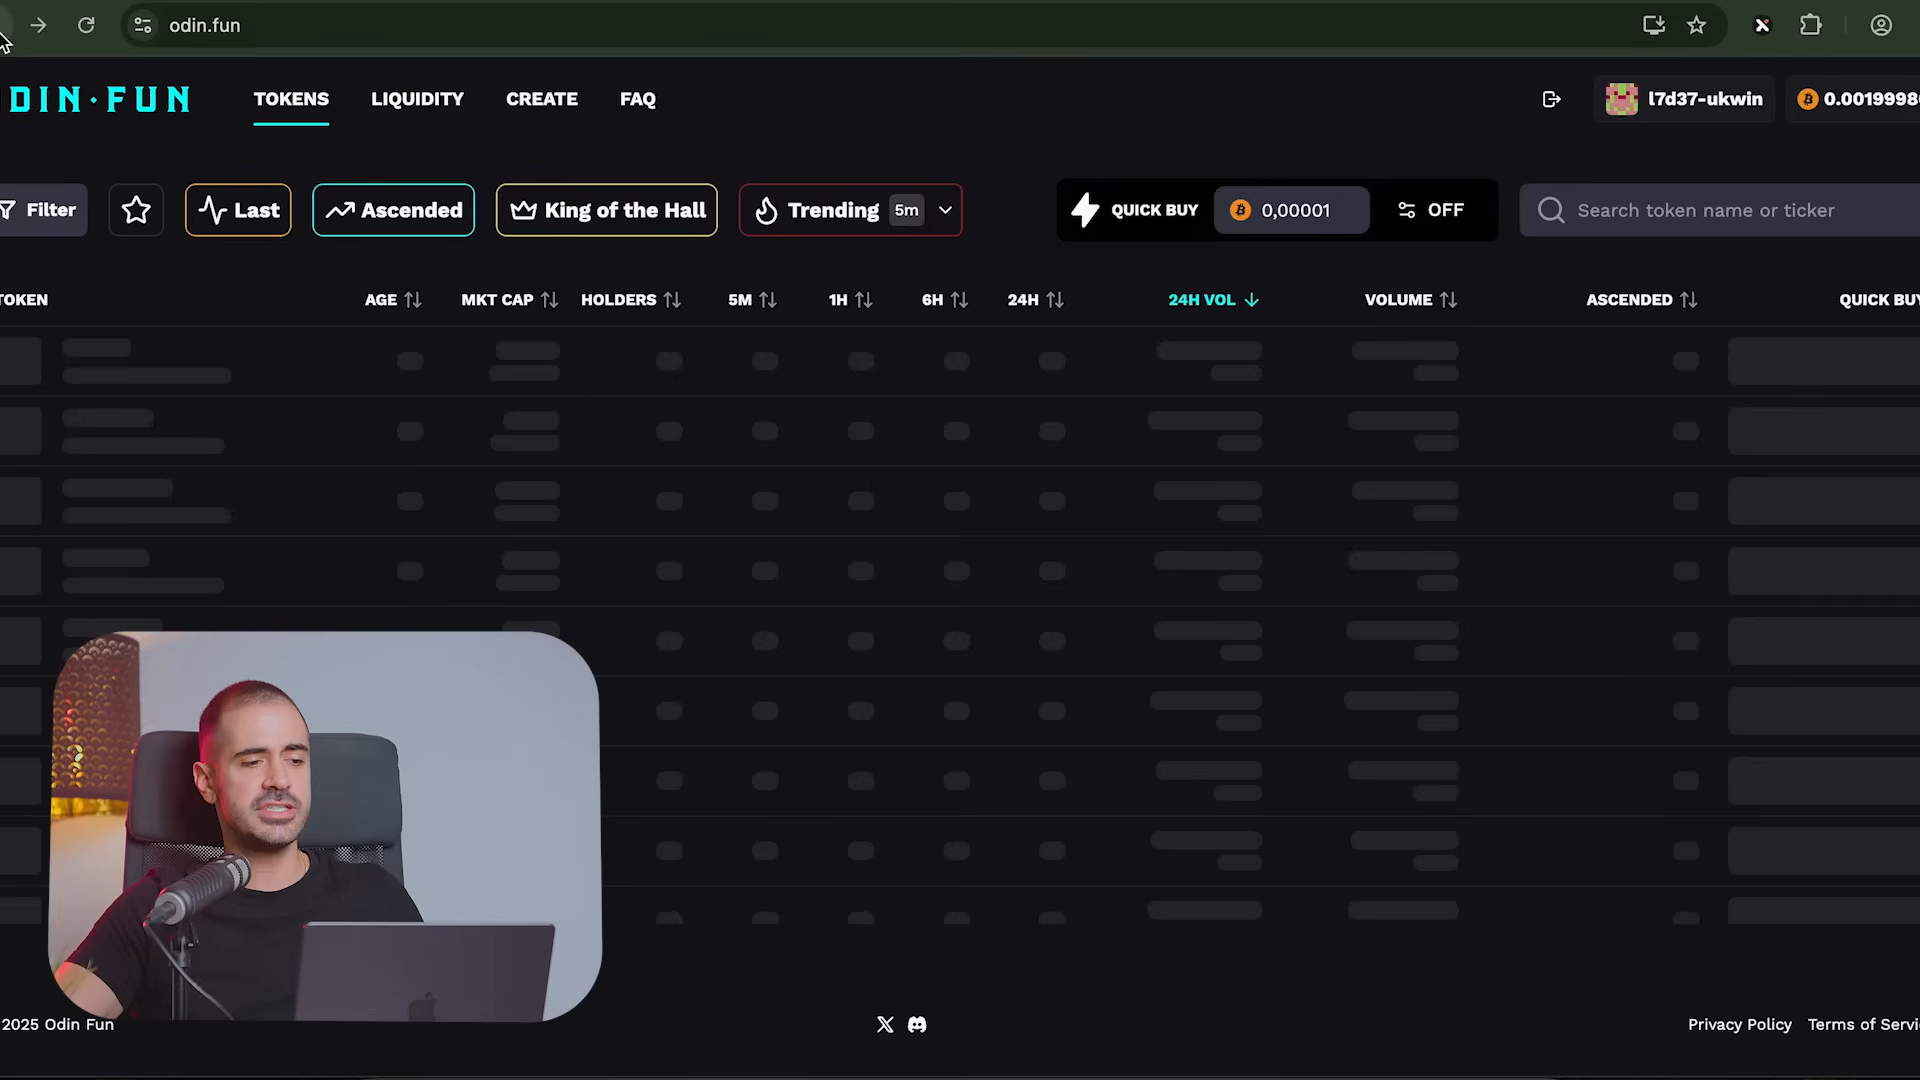 odin.fun
ODIN·FUN
TOKENS
LIQUIDITY
CREATE
FAQ
l7d37-ukwin
0.0019998
Filter
Last
Ascended
King of the Hall
Trending
5m
QUICK BUY
0,00001
OFF
Search token name or ticker
TOKEN
AGE
MKT CAP
HOLDERS
5M
1H
6H
24H
24H VOL
VOLUME
ASCENDED
QUICK BUY
2025 Odin Fun
Privacy Policy
Terms of Servi